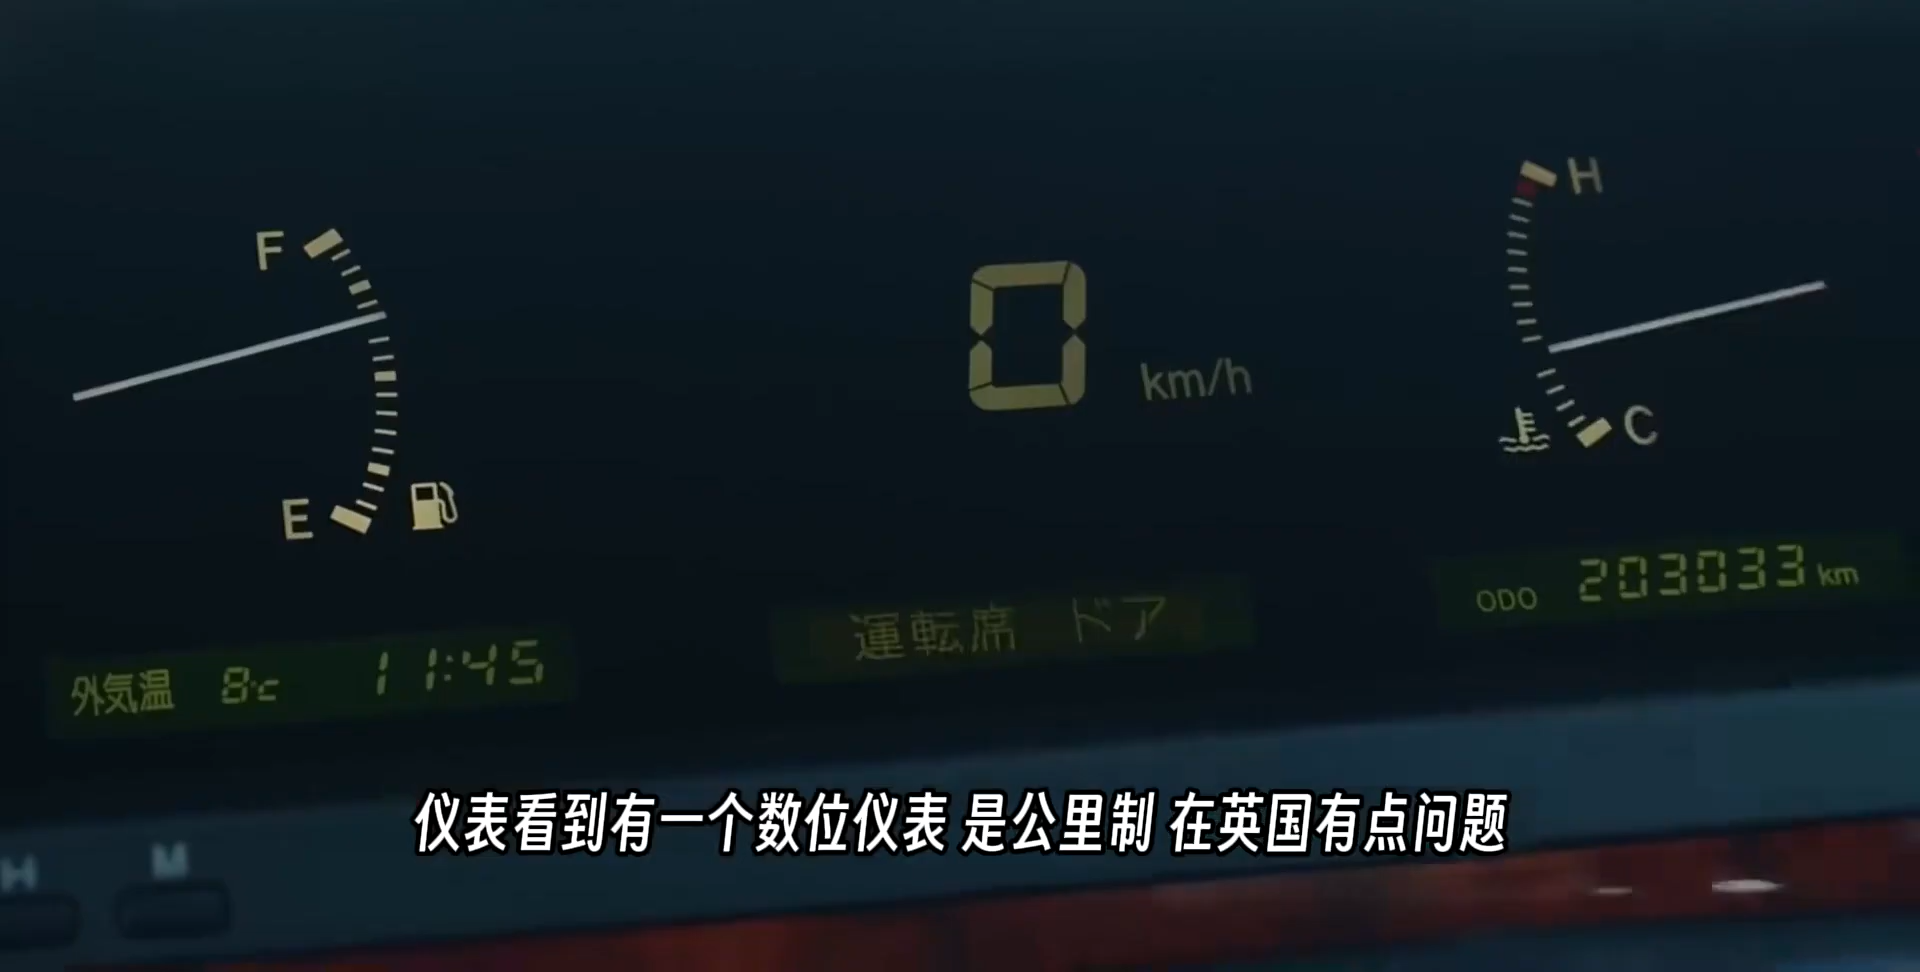 F
E
0 km/h
H
C
外気温 8°C 11:45
運転席 ドア
ODO 203033 km
仪表看到有一个数位仪表 是公里制 在英国有点问题
H M